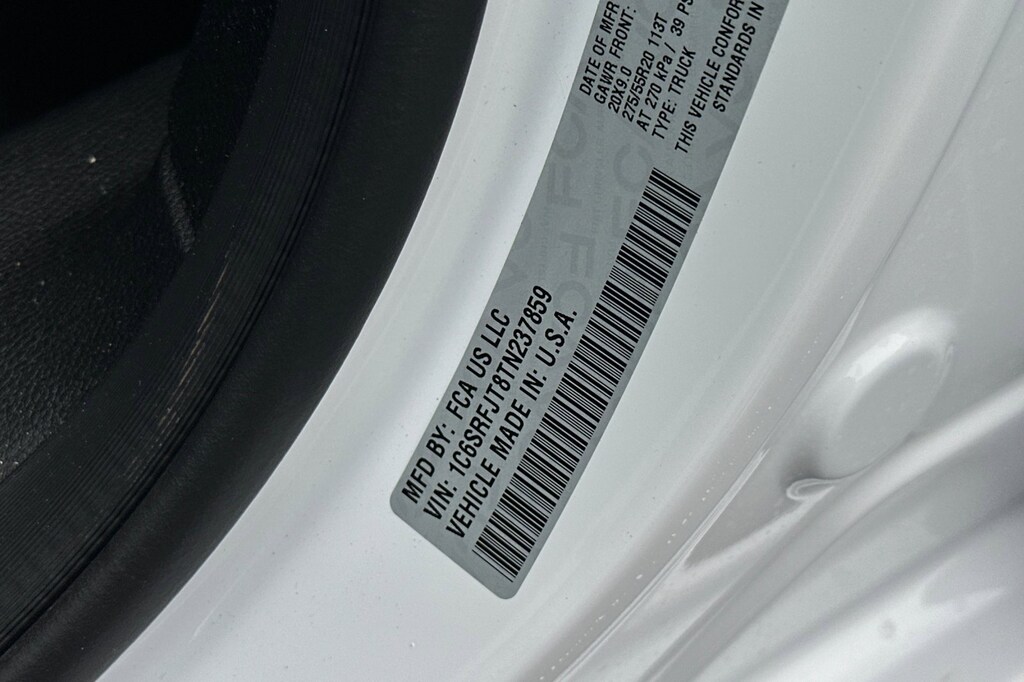 MFD BY: FCA US LLC
VIN: 1C6SRFJT8TN237859
VEHICLE MADE IN: U.S.A.
DATE OF MFR
GAWR FRONT:
20X9.0
275/55R20 113T
AT 270 kPa / 39 PS
TYPE: TRUCK
THIS VEHICLE CONFOR
STANDARDS IN